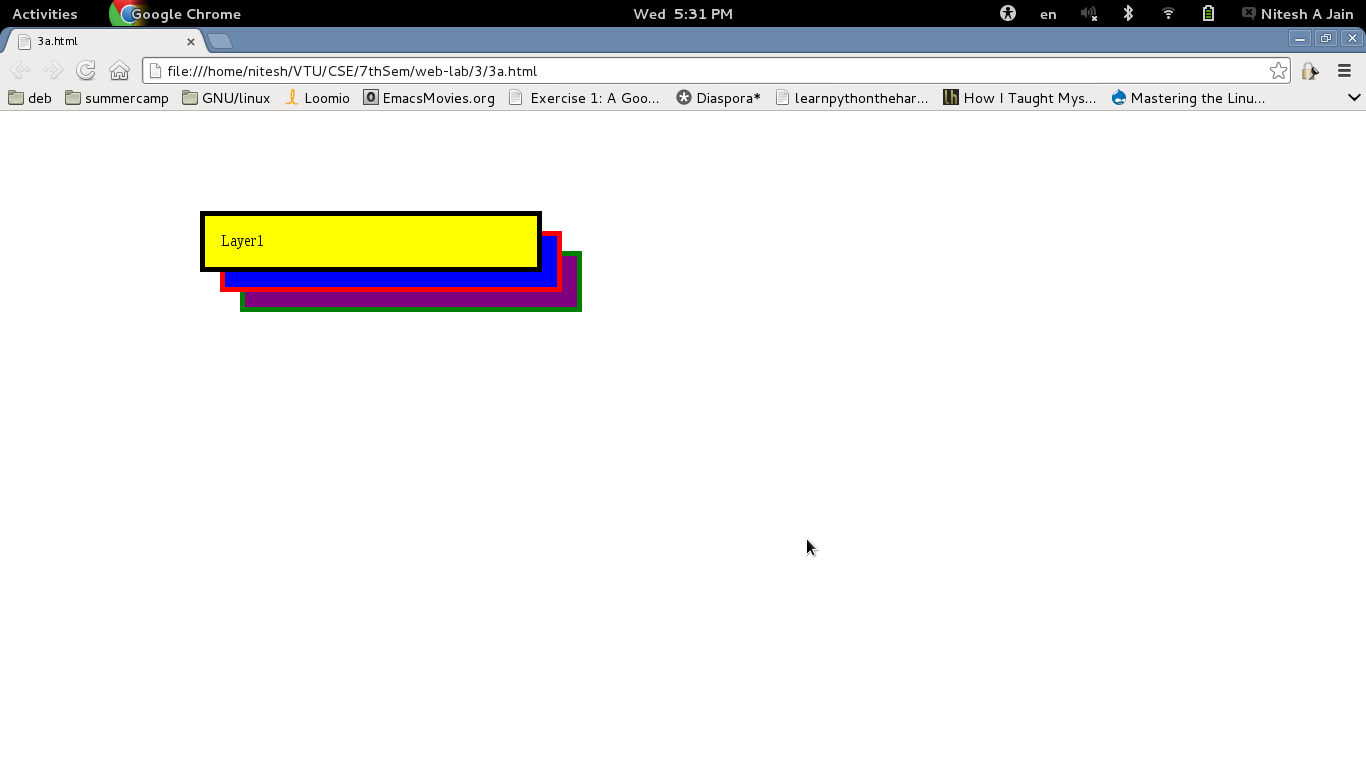 Activities Google Chrome Wed 5:31 PM en Nitesh A Jain
3a.html
file:///home/nitesh/VTU/CSE/7thSem/web-lab/3/3a.html
deb summercamp GNU/linux Loomio EmacsMovies.org Exercise 1: A Goo... Diaspora* learnpythonthehar... lh How I Taught Mys... Mastering the Linu...
Layer1